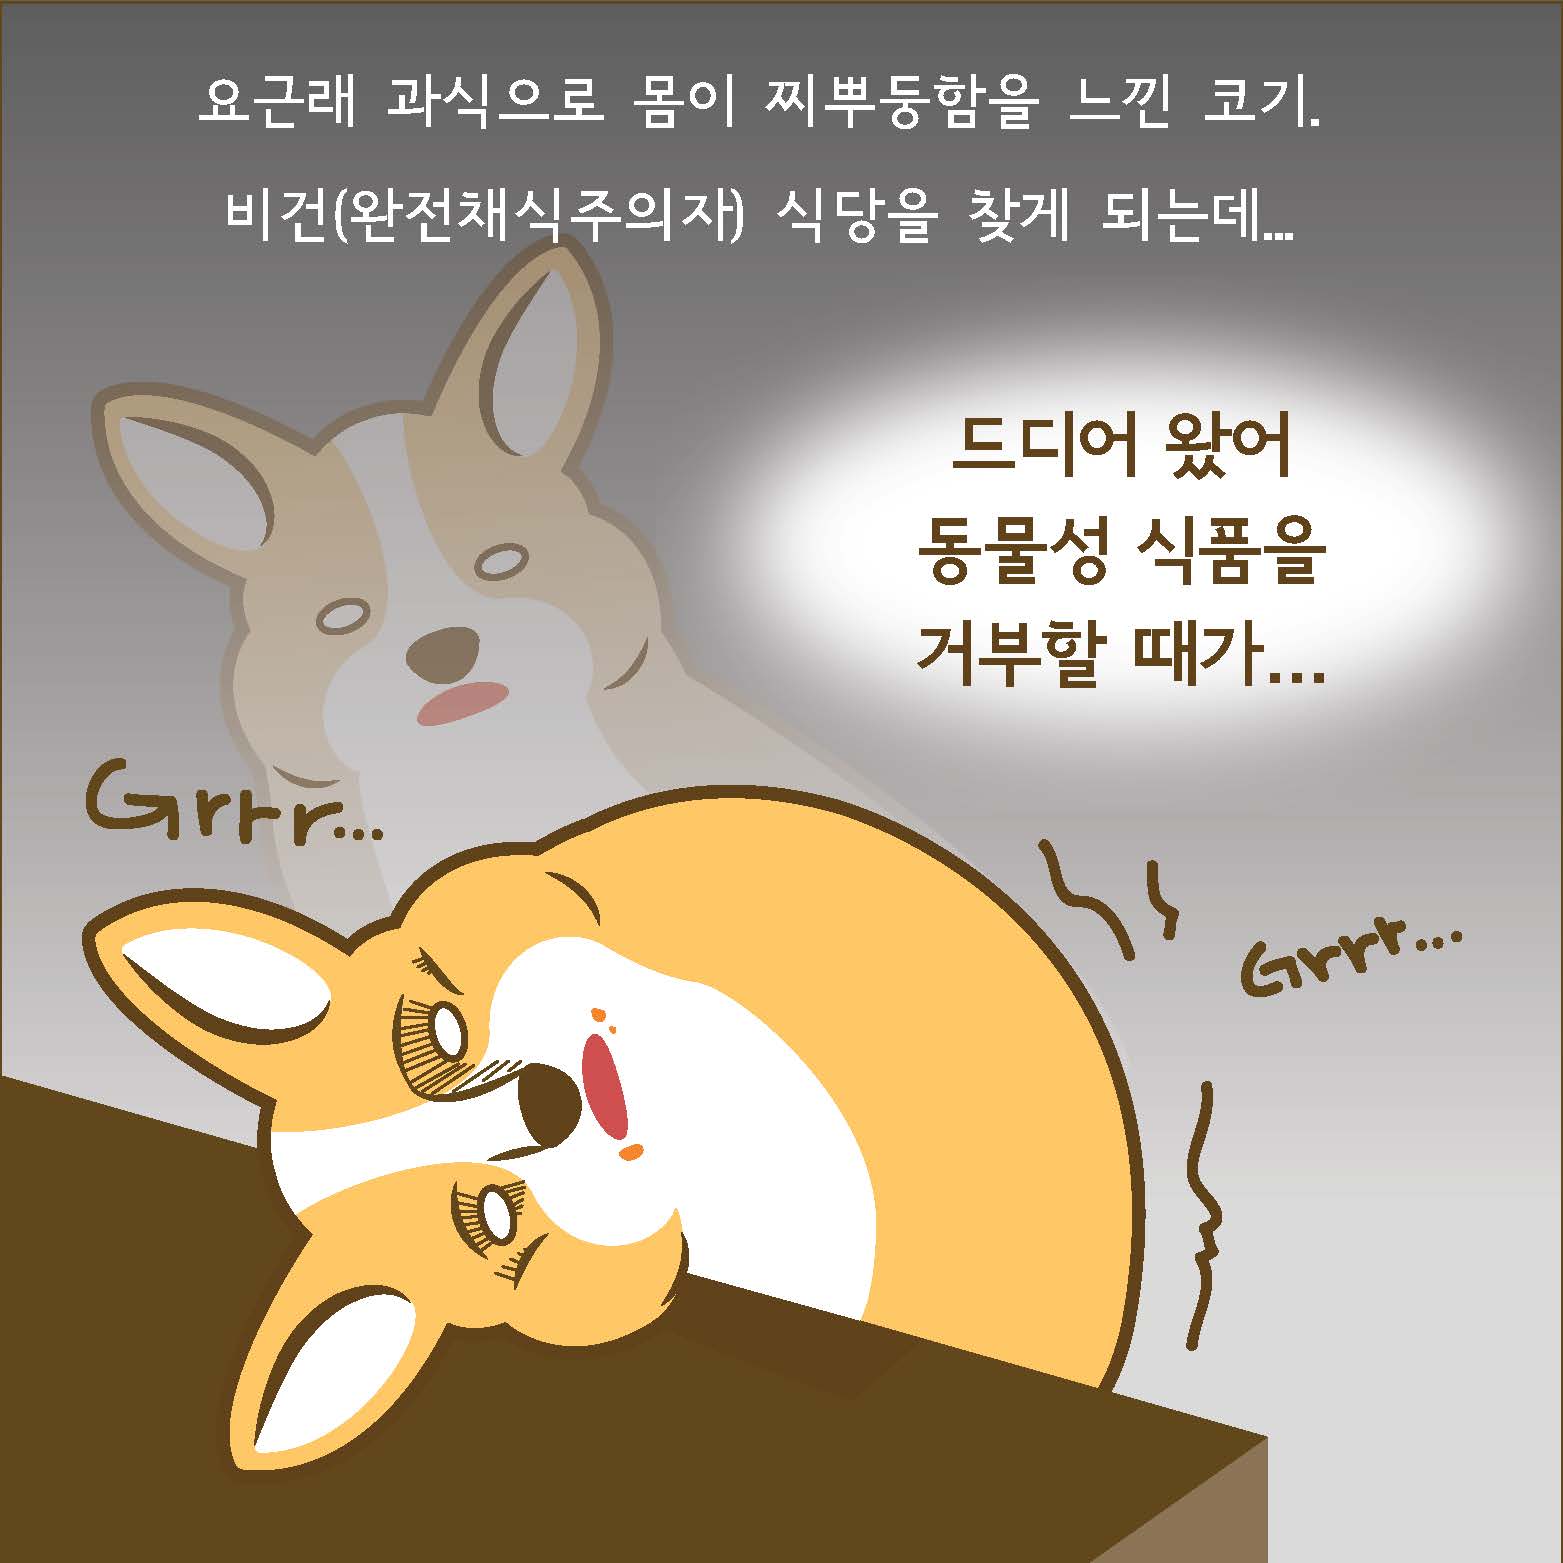 요근래 과식으로 몸이 찌뿌둥함을 느낀 코기.
비건(완전채식주의자) 식당을 찾게 되는데...
드디어 왔어
동물성 식품을
거부할 때가...
Grrr...
Grrr...